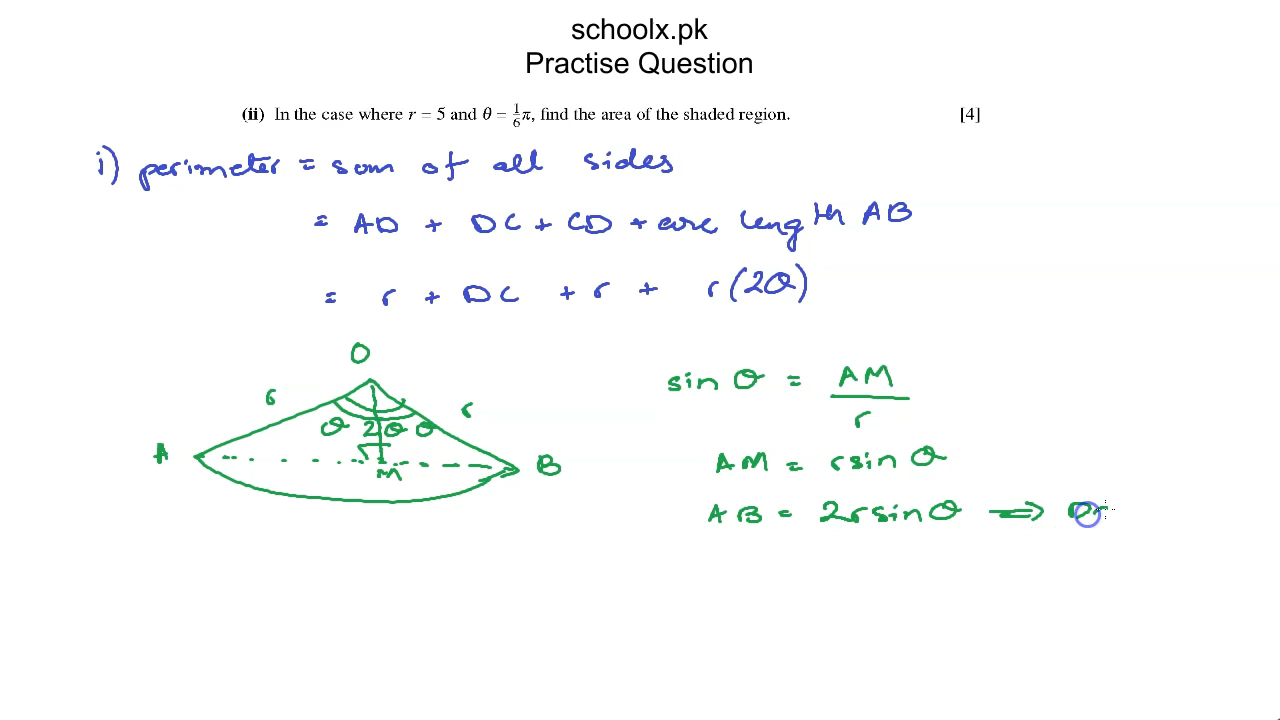 schoolx.pk
Practise Question
(ii) In the case where r = 5 and θ = 1/6 π, find the area of the shaded region. [4]
i) perimeter = som of all sides
= AD + DC + CD + arc length AB
= r + DC + r + r(2θ)
O
r r
θ 2θ θ
A M B
sin θ = AM/r
AM = r sin θ
AB = 2r sin θ ⟹